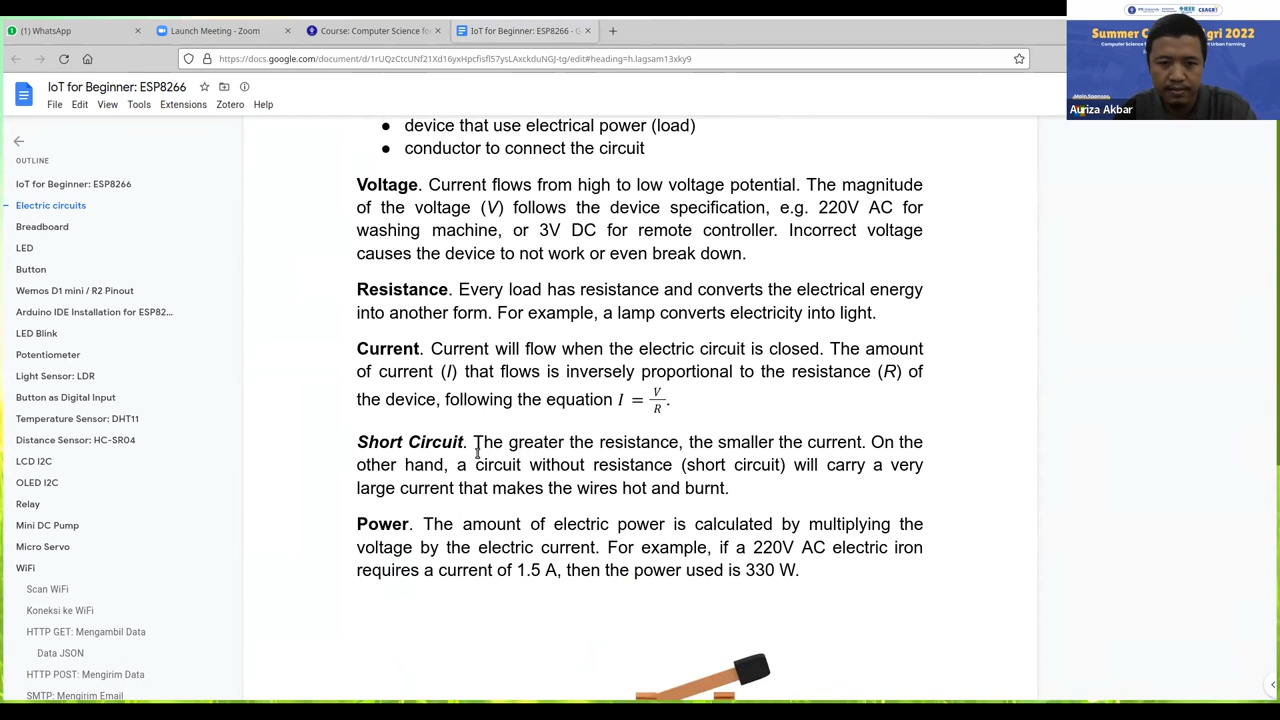 (1) WhatsApp
Launch Meeting - Zoom
Course: Computer Science fo
IoT for Beginner: ESP8266 - G
https://docs.google.com/document/d/1rUQzCtcUNf21Xd16yxHpcfisfl57ysLAxckduNGJ-tg/edit#heading=h.lagsam13xky9
IoT for Beginner: ESP8266
File Edit View Tools Extensions Zotero Help
OUTLINE
IoT for Beginner: ESP8266
Electric circuits
Breadboard
LED
Button
Wemos D1 mini / R2 Pinout
Arduino IDE Installation for ESP82...
LED Blink
Potentiometer
Light Sensor: LDR
Button as Digital Input
Temperature Sensor: DHT11
Distance Sensor: HC-SR04
LCD I2C
OLED I2C
Relay
Mini DC Pump
Micro Servo
WiFi
Scan WiFi
Koneksi ke WiFi
HTTP GET: Mengambil Data
Data JSON
HTTP POST: Mengirim Data
SMTP: Mengirim Email
● device that use electrical power (load)
● conductor to connect the circuit
Voltage. Current flows from high to low voltage potential. The magnitude
of the voltage (V) follows the device specification, e.g. 220V AC for
washing machine, or 3V DC for remote controller. Incorrect voltage
causes the device to not work or even break down.
Resistance. Every load has resistance and converts the electrical energy
into another form. For example, a lamp converts electricity into light.
Current. Current will flow when the electric circuit is closed. The amount
of current (I) that flows is inversely proportional to the resistance (R) of
the device, following the equation I = V/R.
Short Circuit. The greater the resistance, the smaller the current. On the
other hand, a circuit without resistance (short circuit) will carry a very
large current that makes the wires hot and burnt.
Power. The amount of electric power is calculated by multiplying the
voltage by the electric current. For example, if a 220V AC electric iron
requires a current of 1.5 A, then the power used is 330 W.
Summer C
gri 2022
Computer Science f
rt Urban Farming
Main Sponsor
Auriza Akbar